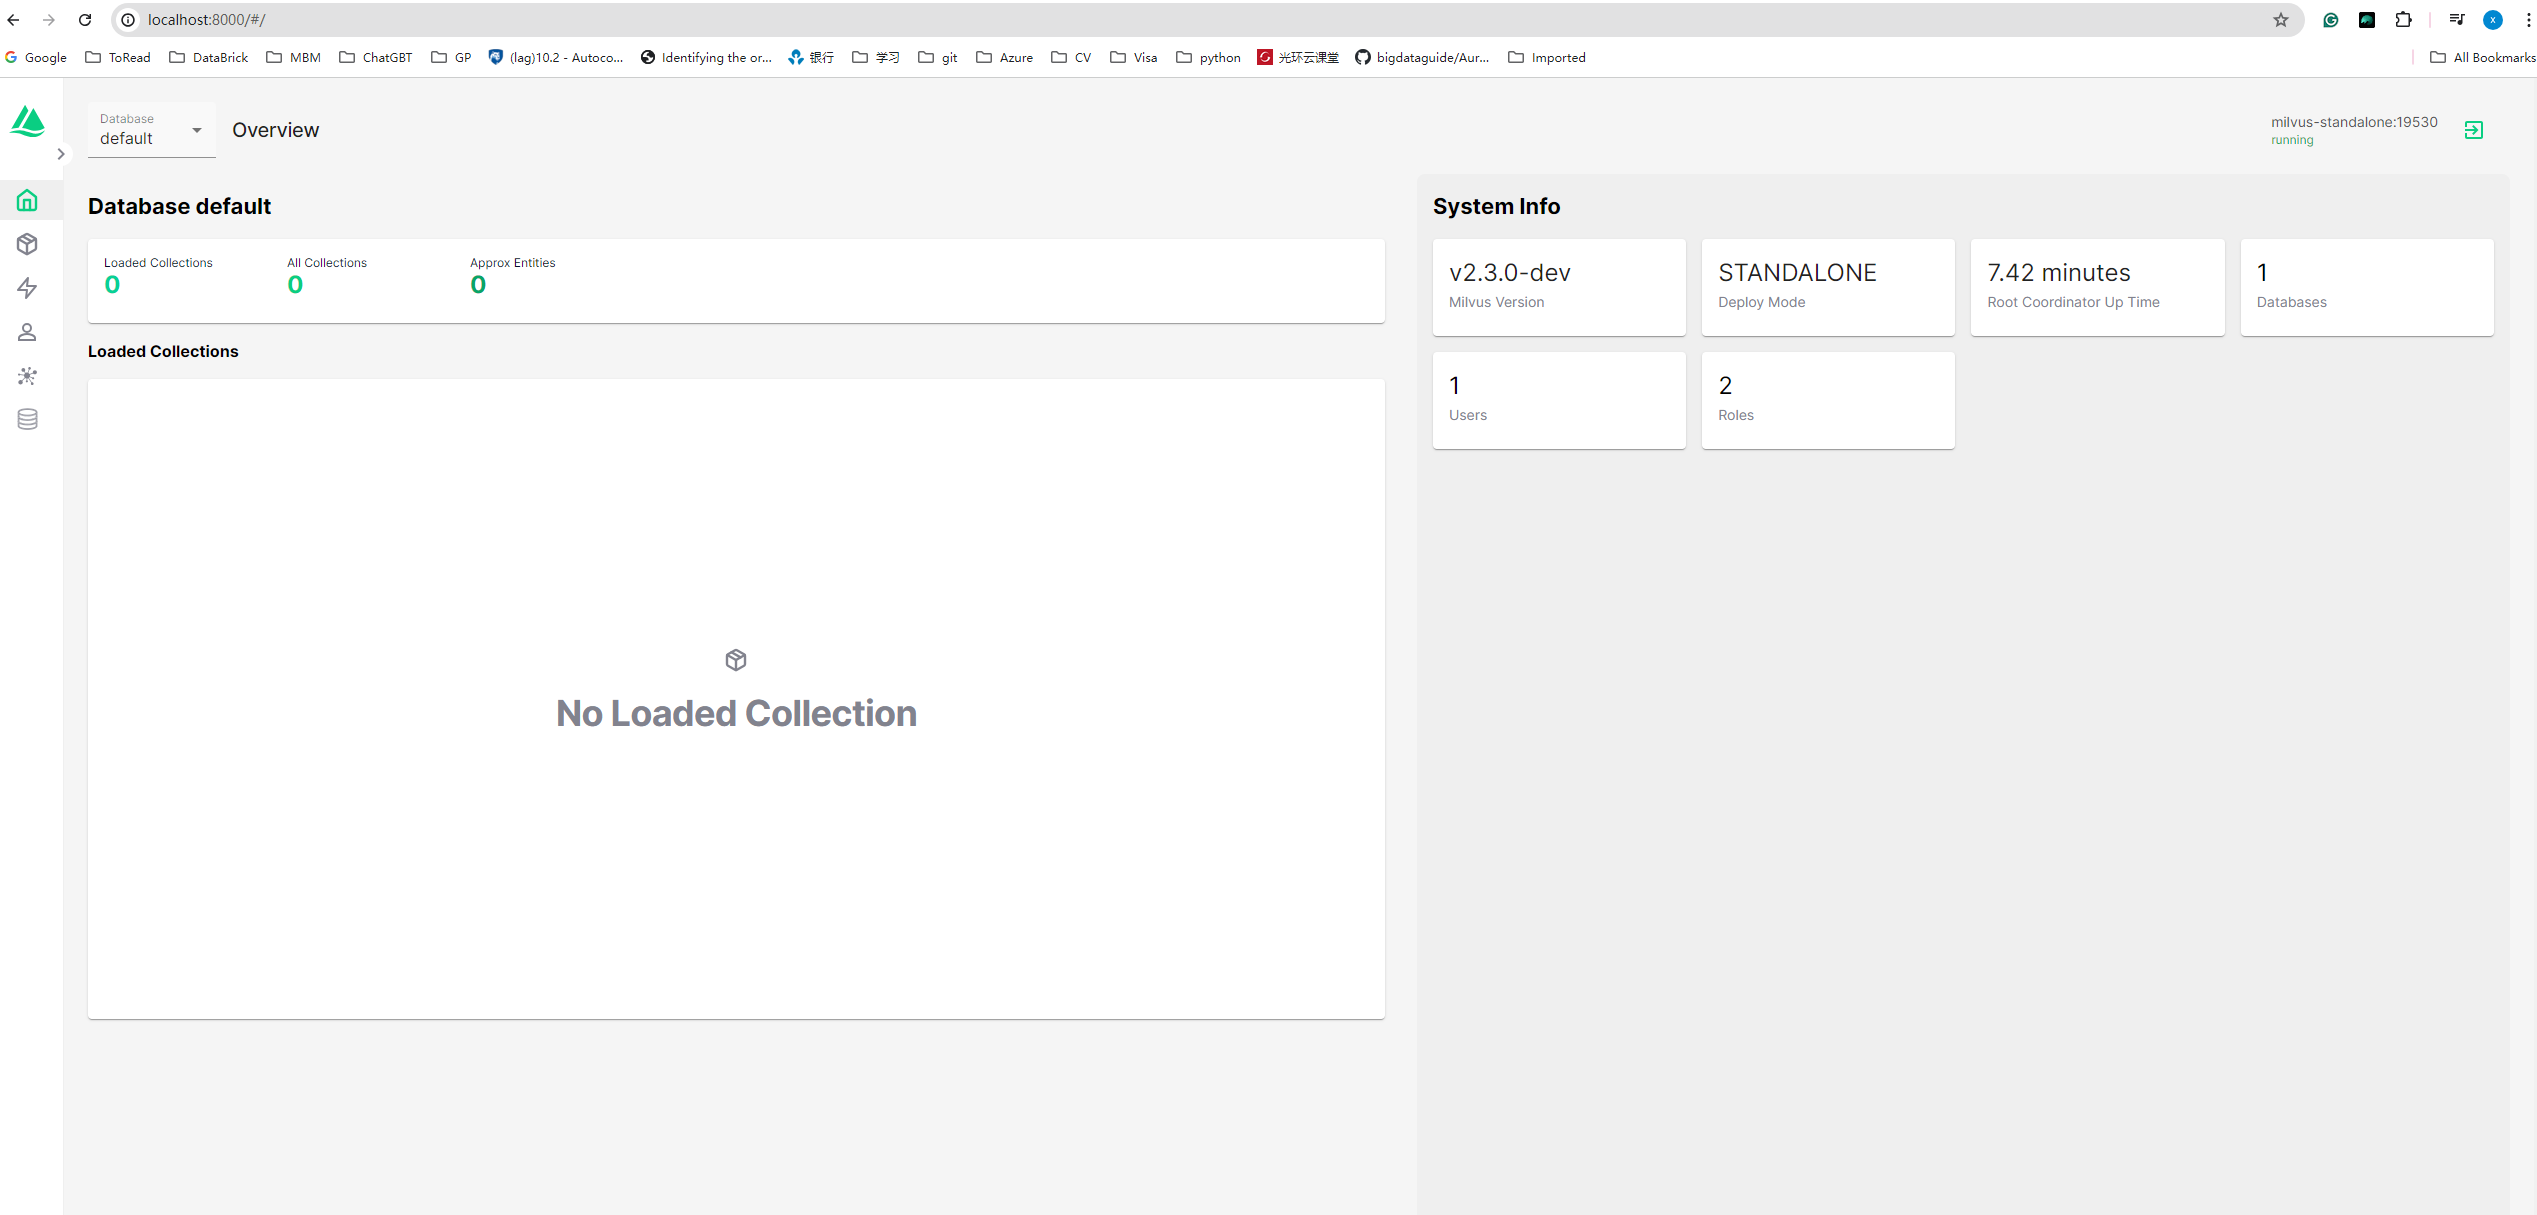 localhost:8000/#/
x
Google ToRead DataBrick MBM ChatGBT GP (lag)10.2 - Autoco... Identifying the or... 银行 学习 git Azure CV Visa python 光环云课堂 bigdataguide/Aur... Imported All Bookmarks
Database
default
Overview
milvus-standalone:19530
running
Database default
Loaded Collections All Collections Approx Entities
0 0 0
Loaded Collections
No Loaded Collection
System Info
v2.3.0-dev
Milvus Version
STANDALONE
Deploy Mode
7.42 minutes
Root Coordinator Up Time
1
Databases
1
Users
2
Roles